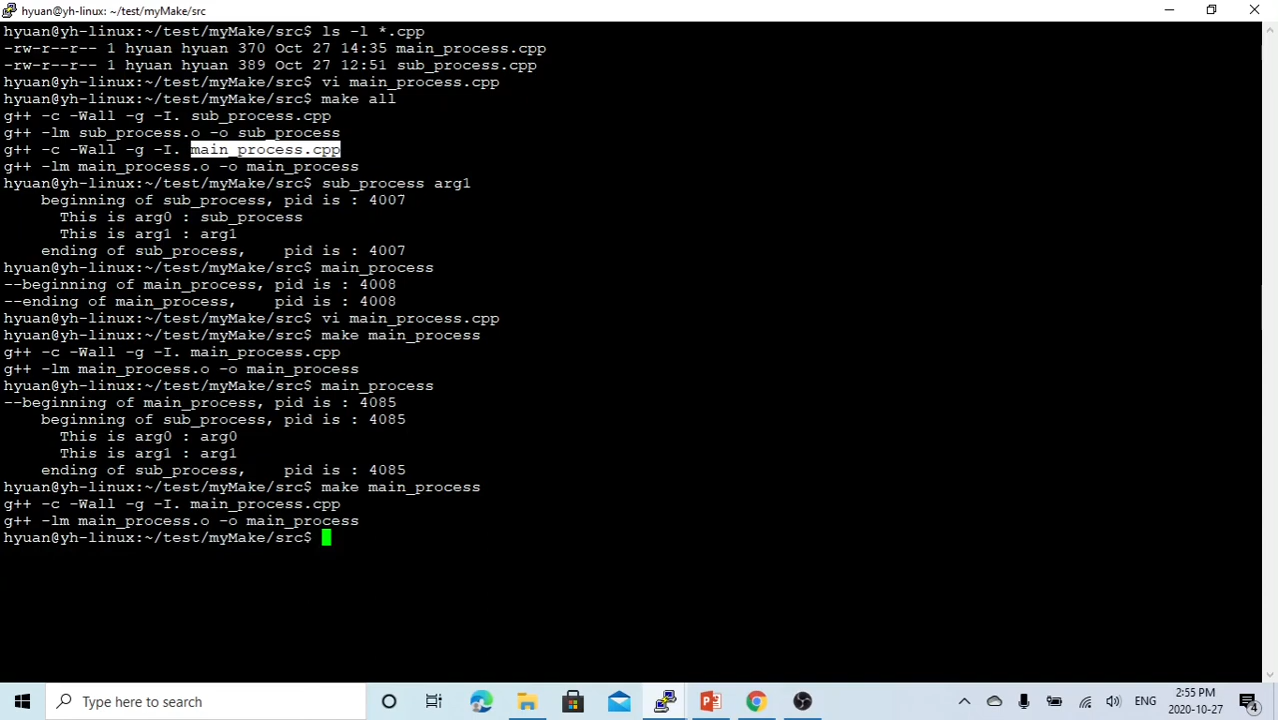 hyuan@yh-linux: ~/test/myMake/src
hyuan@yh-linux:~/test/myMake/src$ ls -l *.cpp
-rw-r--r-- 1 hyuan hyuan 370 Oct 27 14:35 main_process.cpp
-rw-r--r-- 1 hyuan hyuan 389 Oct 27 12:51 sub_process.cpp
hyuan@yh-linux:~/test/myMake/src$ vi main_process.cpp
hyuan@yh-linux:~/test/myMake/src$ make all
g++ -c -Wall -g -I. sub_process.cpp
g++ -lm sub_process.o -o sub_process
g++ -c -Wall -g -I. main_process.cpp
g++ -lm main_process.o -o main_process
hyuan@yh-linux:~/test/myMake/src$ sub_process arg1
    beginning of sub_process, pid is : 4007
      This is arg0 : sub_process
      This is arg1 : arg1
    ending of sub_process,    pid is : 4007
hyuan@yh-linux:~/test/myMake/src$ main_process
--beginning of main_process, pid is : 4008
--ending of main_process,    pid is : 4008
hyuan@yh-linux:~/test/myMake/src$ vi main_process.cpp
hyuan@yh-linux:~/test/myMake/src$ make main_process
g++ -c -Wall -g -I. main_process.cpp
g++ -lm main_process.o -o main_process
hyuan@yh-linux:~/test/myMake/src$ main_process
--beginning of main_process, pid is : 4085
    beginning of sub_process, pid is : 4085
      This is arg0 : arg0
      This is arg1 : arg1
    ending of sub_process,    pid is : 4085
hyuan@yh-linux:~/test/myMake/src$ make main_process
g++ -c -Wall -g -I. main_process.cpp
g++ -lm main_process.o -o main_process
hyuan@yh-linux:~/test/myMake/src$
Type here to search
ENG
2:55 PM
2020-10-27
4